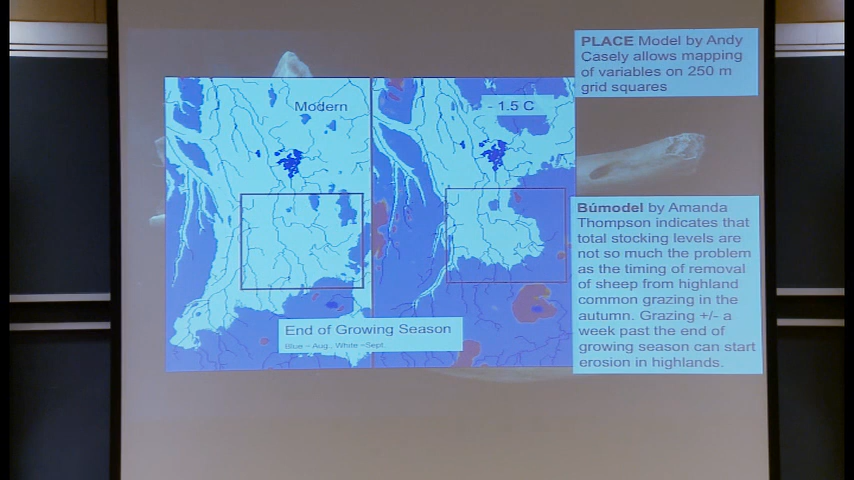 PLACE Model by Andy
Casely allows mapping
of variables on 250 m
grid squares
Modern
- 1.5 C
Búmodel by Amanda
Thompson indicates that
total stocking levels are
not so much the problem
as the timing of removal
of sheep from highland
common grazing in the
autumn. Grazing +/- a
week past the end of
growing season can start
erosion in highlands.
End of Growing Season
Blue ~ Aug., White ~Sept.